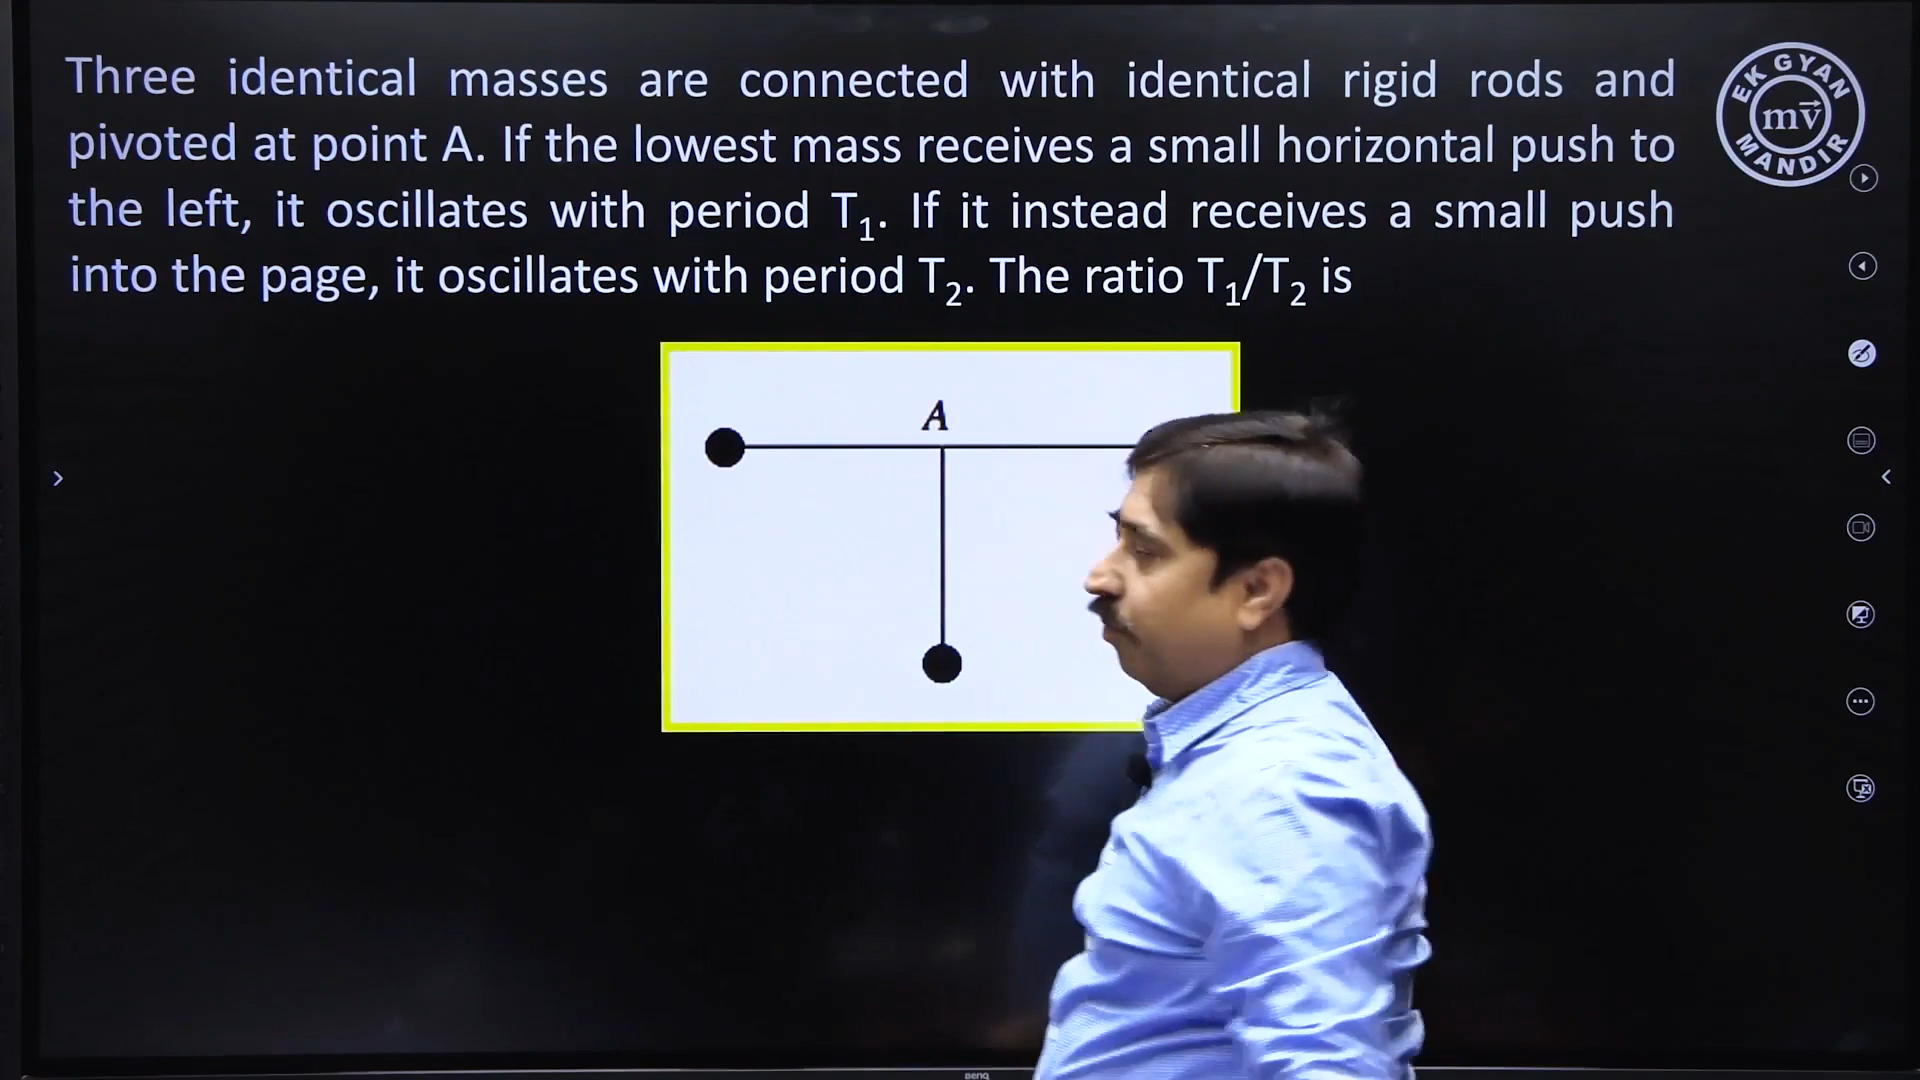 Three identical masses are connected with identical rigid rods and
pivoted at point A. If the lowest mass receives a small horizontal push to
the left, it oscillates with period T₁. If it instead receives a small push
into the page, it oscillates with period T₂. The ratio T₁/T₂ is
EK GYAN
mv⃗
MANDIR
A
BenQ